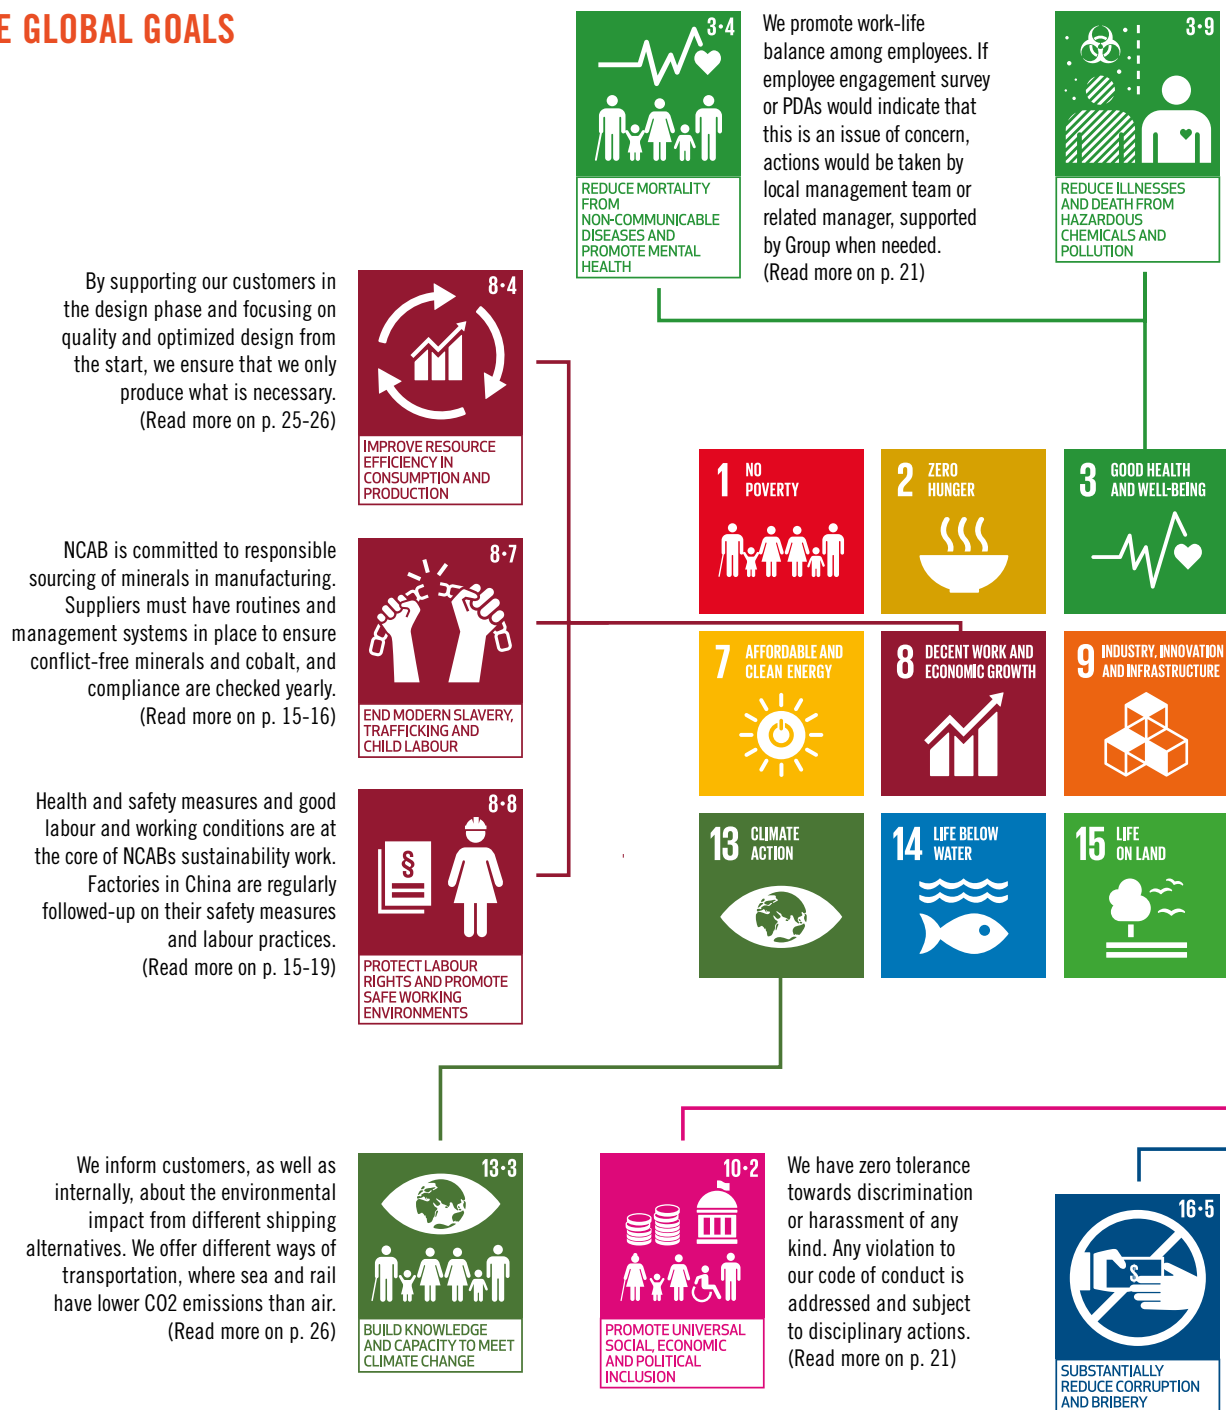 E GLOBAL GOALS
3·4
REDUCE MORTALITY
FROM
NON-COMMUNICABLE
DISEASES AND
PROMOTE MENTAL
HEALTH
We promote work-life
balance among employees. If
employee engagement survey
or PDAs would indicate that
this is an issue of concern,
actions would be taken by
local management team or
related manager, supported
by Group when needed.
(Read more on p. 21)
3·9
REDUCE ILLNESSES
AND DEATH FROM
HAZARDOUS
CHEMICALS AND
POLLUTION
By supporting our customers in
the design phase and focusing on
quality and optimized design from
the start, we ensure that we only
produce what is necessary.
(Read more on p. 25-26)
8·4
IMPROVE RESOURCE
EFFICIENCY IN
CONSUMPTION AND
PRODUCTION
NCAB is committed to responsible
sourcing of minerals in manufacturing.
Suppliers must have routines and
management systems in place to ensure
conflict-free minerals and cobalt, and
compliance are checked yearly.
(Read more on p. 15-16)
8·7
END MODERN SLAVERY,
TRAFFICKING AND
CHILD LABOUR
Health and safety measures and good
labour and working conditions are at
the core of NCABs sustainability work.
Factories in China are regularly
followed-up on their safety measures
and labour practices.
(Read more on p. 15-19)
8·8
§
PROTECT LABOUR
RIGHTS AND PROMOTE
SAFE WORKING
ENVIRONMENTS
1 NO
POVERTY
2 ZERO
HUNGER
3 GOOD HEALTH
AND WELL-BEING
7 AFFORDABLE AND
CLEAN ENERGY
8 DECENT WORK AND
ECONOMIC GROWTH
9 INDUSTRY, INNOVATION
AND INFRASTRUCTURE
13 CLIMATE
ACTION
14 LIFE BELOW
WATER
15 LIFE
ON LAND
We inform customers, as well as
internally, about the environmental
impact from different shipping
alternatives. We offer different ways of
transportation, where sea and rail
have lower CO2 emissions than air.
(Read more on p. 26)
13·3
BUILD KNOWLEDGE
AND CAPACITY TO MEET
CLIMATE CHANGE
10·2
PROMOTE UNIVERSAL
SOCIAL, ECONOMIC
AND POLITICAL
INCLUSION
We have zero tolerance
towards discrimination
or harassment of any
kind. Any violation to
our code of conduct is
addressed and subject
to disciplinary actions.
(Read more on p. 21)
16·5
$
SUBSTANTIALLY
REDUCE CORRUPTION
AND BRIBERY